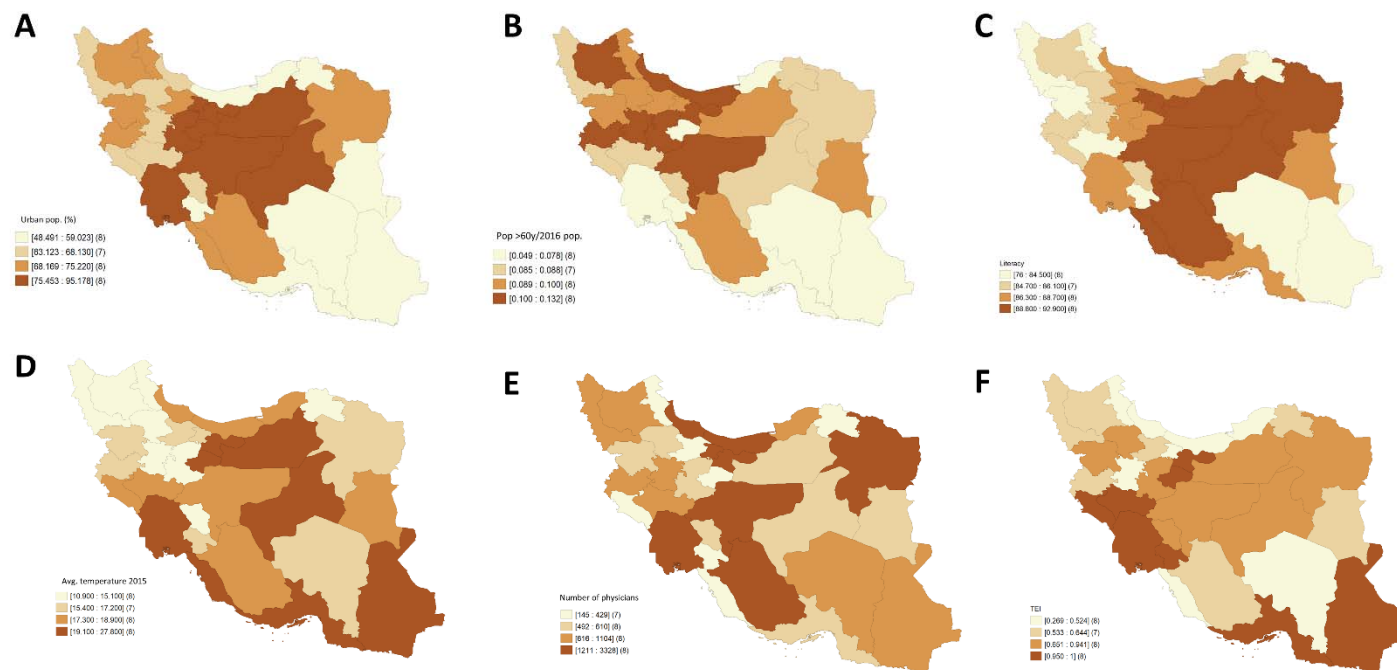 A
Urban pop. (%)
[48.491 : 59.023] (8)
[63.123 : 68.130] (7)
[68.169 : 75.220] (8)
[75.453 : 95.178] (8)
B
Pop >60y/2016 pop.
[0.049 : 0.078] (8)
[0.085 : 0.088] (7)
[0.089 : 0.100] (8)
[0.100 : 0.132] (8)
C
Literacy
[76 : 84.500] (8)
[84.700 : 86.100] (7)
[86.300 : 88.700] (8)
[88.800 : 92.900] (8)
D
Avg. temperature 2015
[10.900 : 15.100] (8)
[15.400 : 17.200] (7)
[17.300 : 18.900] (8)
[19.100 : 27.800] (8)
E
Number of physicians
[145 : 429] (7)
[492 : 610] (8)
[616 : 1104] (8)
[1211 : 3328] (8)
F
TEI
[0.269 : 0.524] (8)
[0.533 : 0.644] (7)
[0.651 : 0.941] (8)
[0.950 : 1] (8)